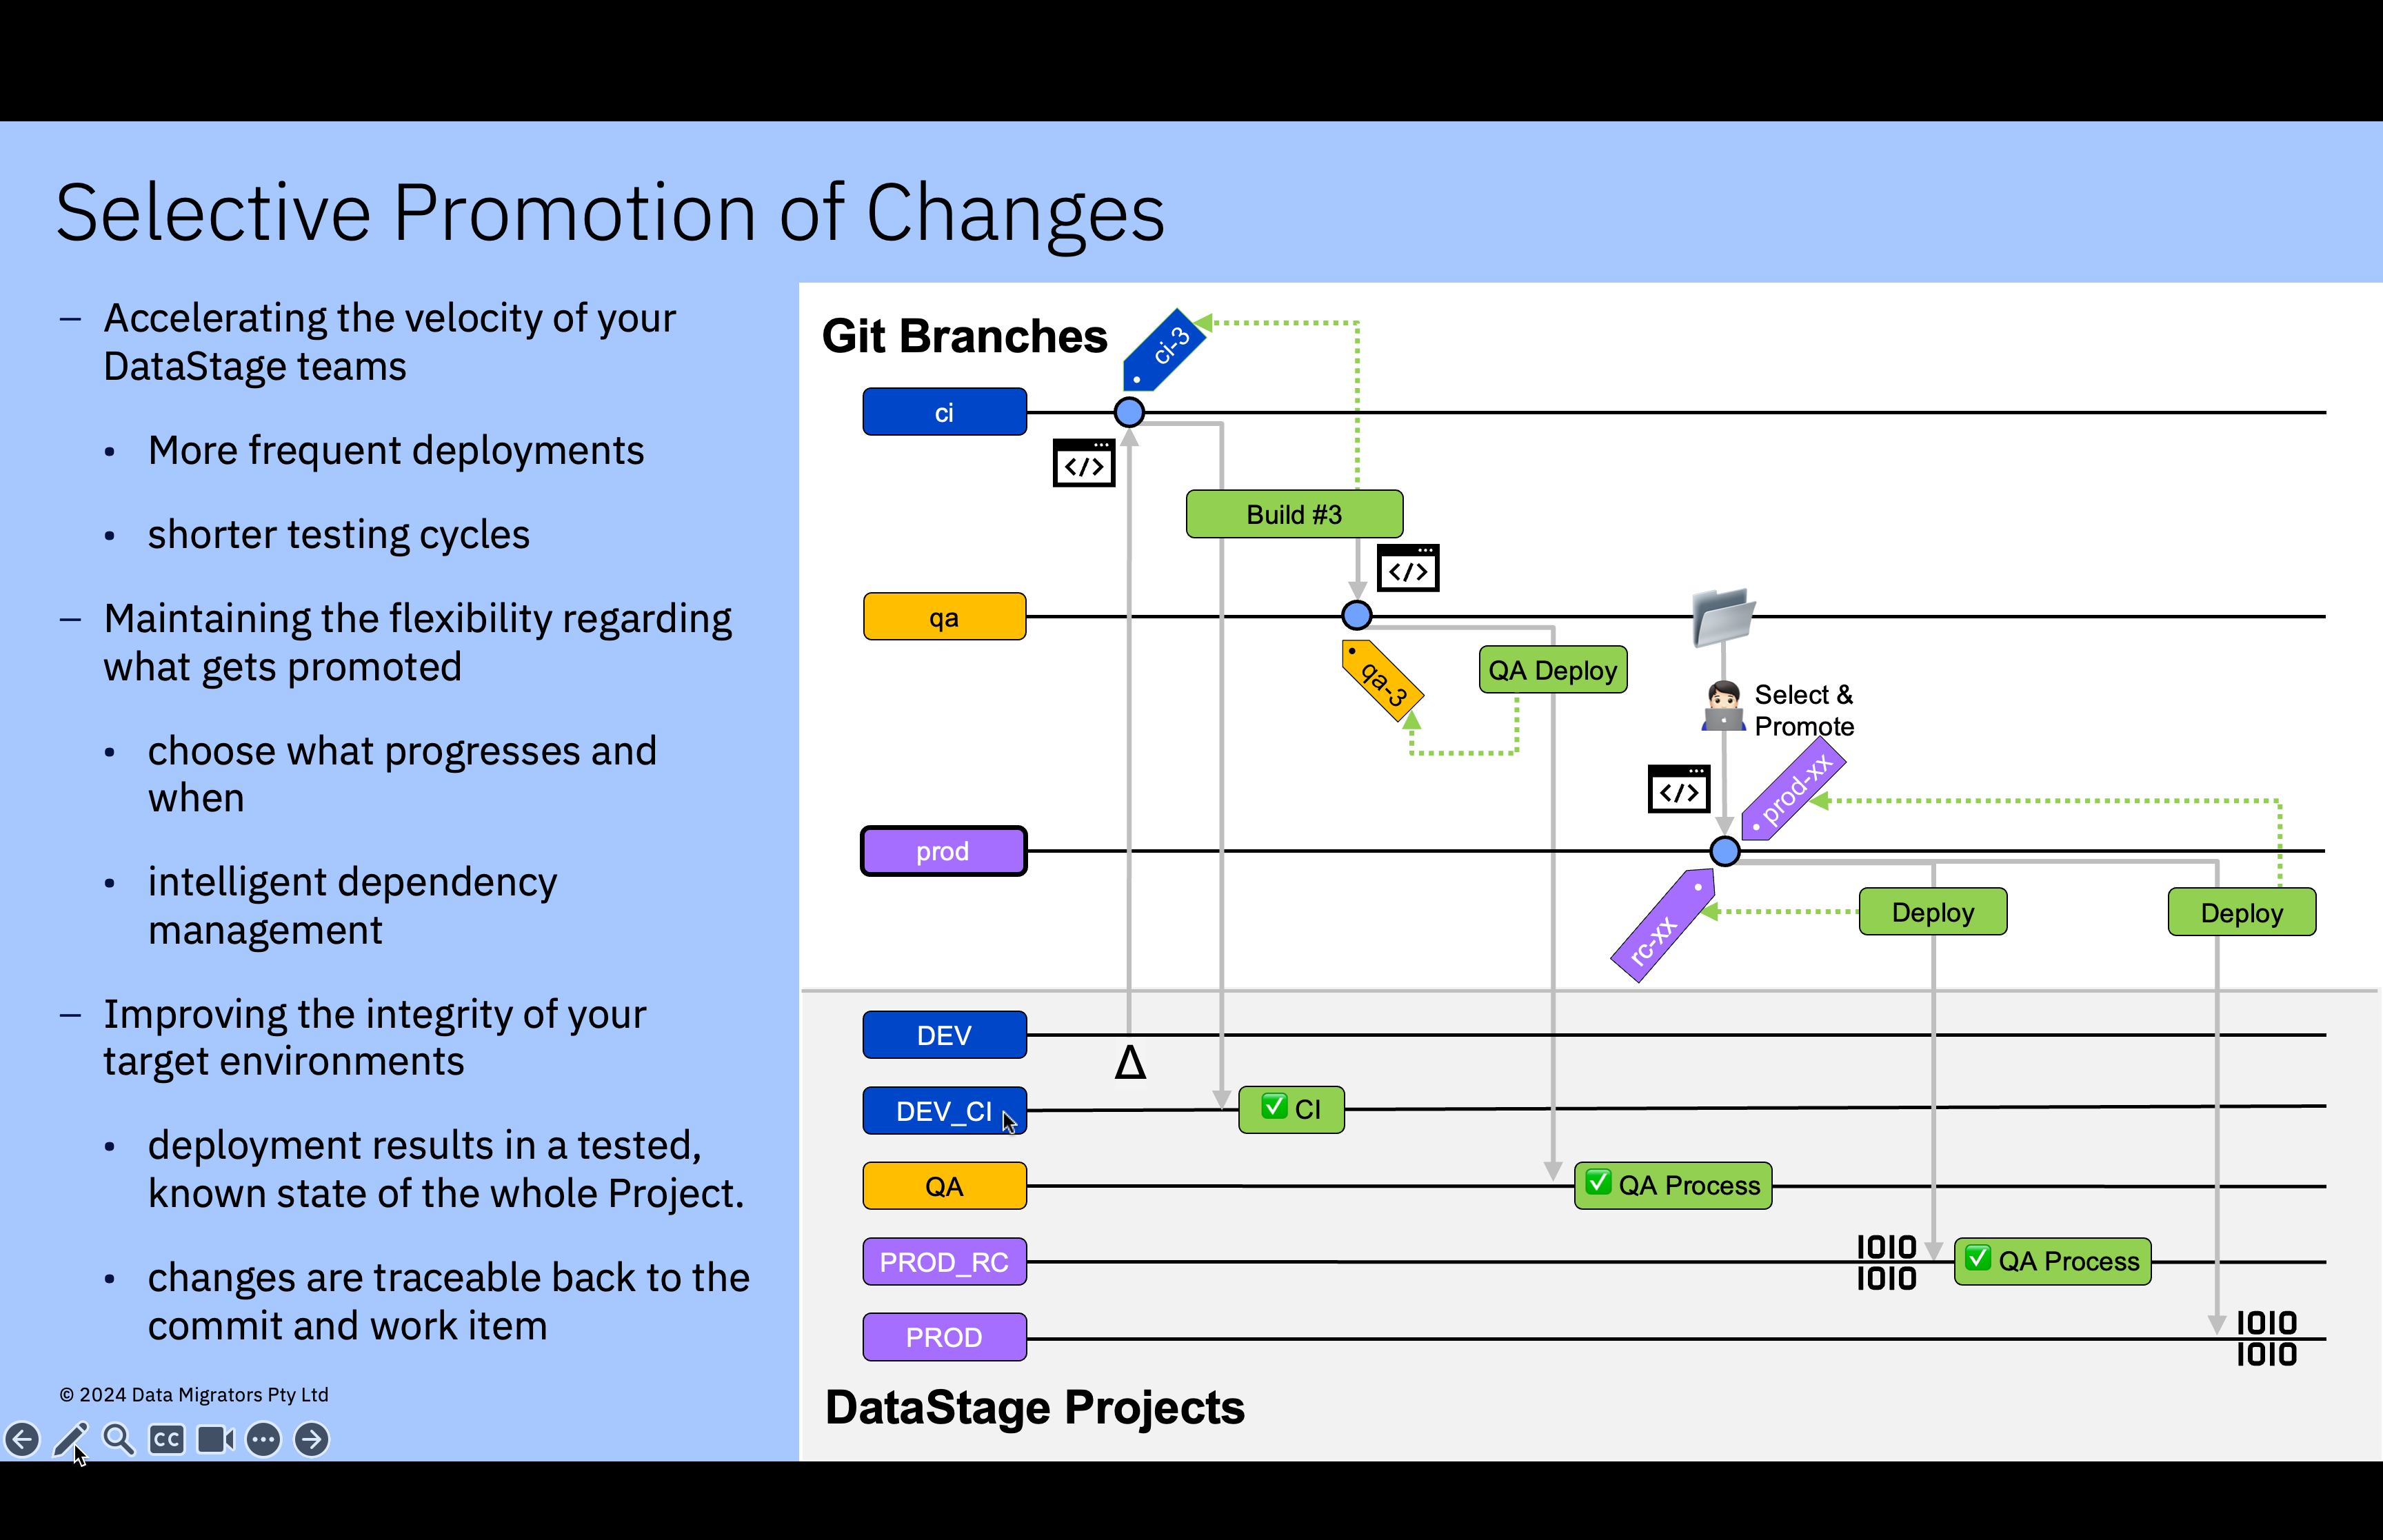 Selective Promotion of Changes
– Accelerating the velocity of your
DataStage teams
• More frequent deployments
• shorter testing cycles
– Maintaining the flexibility regarding
what gets promoted
• choose what progresses and
when
• intelligent dependency
management
– Improving the integrity of your
target environments
• deployment results in a tested,
known state of the whole Project.
• changes are traceable back to the
commit and work item
© 2024 Data Migrators Pty Ltd
CC
Git Branches
ci-3
ci
</>
Build #3
</>
qa
qa-3
QA Deploy
Select &
Promote
</>
prod-xx
prod
rc-xx
Deploy
Deploy
DEV
Δ
DEV_CI
CI
QA
QA Process
PROD_RC
1010
1010
QA Process
PROD
1010
1010
DataStage Projects